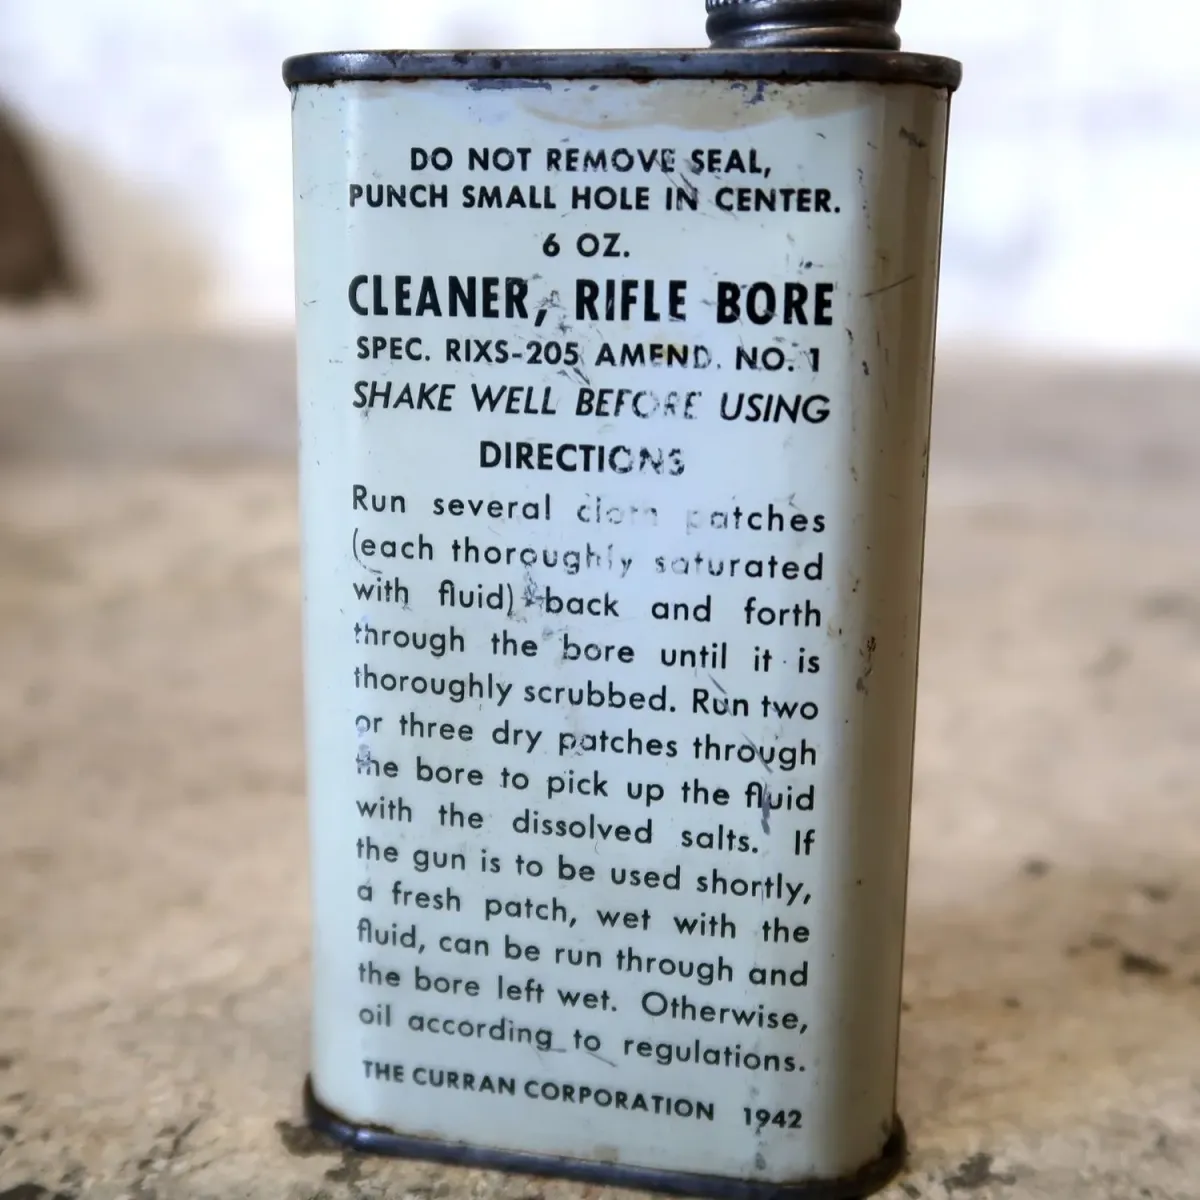 DO NOT REMOVE SEAL,
PUNCH SMALL HOLE IN CENTER.
6 OZ.
CLEANER, RIFLE BORE
SPEC. RIXS-205 AMEND. NO. 1
SHAKE WELL BEFORE USING
DIRECTIONS
Run several cloth patches
(each thoroughly saturated
with fluid) back and forth
through the bore until it is
thoroughly scrubbed. Run two
or three dry patches through
the bore to pick up the fluid
with the dissolved salts. If
the gun is to be used shortly,
a fresh patch, wet with the
fluid, can be run through and
the bore left wet. Otherwise,
oil according to regulations.
THE CURRAN CORPORATION 1942